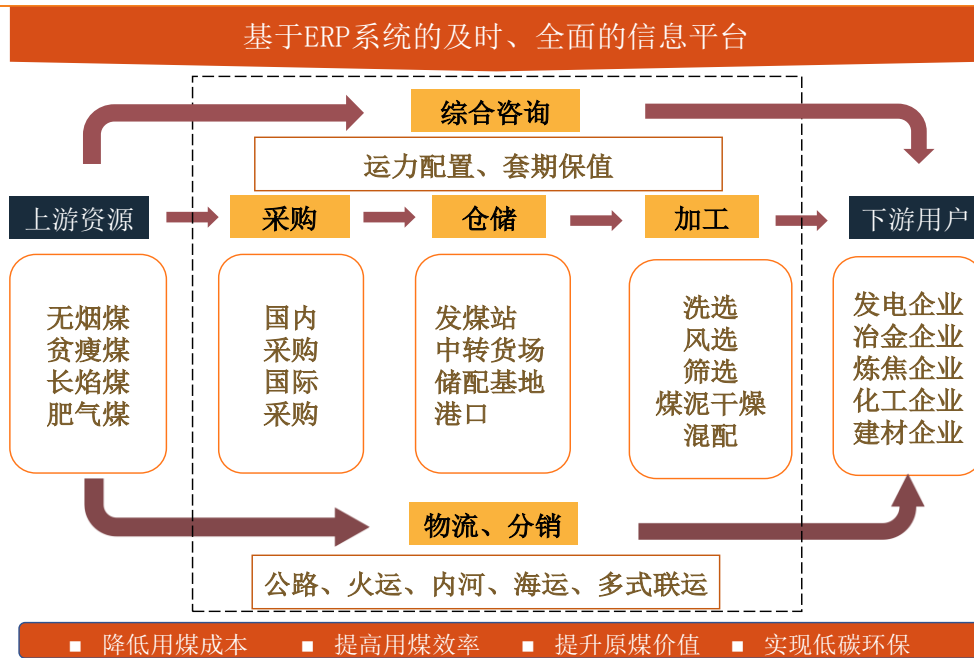 基于ERP系统的及时、全面的信息平台
综合咨询
运力配置、套期保值
上游资源
采购
仓储
加工
下游用户
无烟煤
贫瘦煤
长焰煤
肥气煤
国内
采购
国际
采购
发煤站
中转货场
储配基地
港口
洗选
风选
筛选
煤泥干燥
混配
发电企业
冶金企业
炼焦企业
化工企业
建材企业
物流、分销
公路、火运、内河、海运、多式联运
■ 降低用煤成本 ■ 提高用煤效率 ■ 提升原煤价值 ■ 实现低碳环保